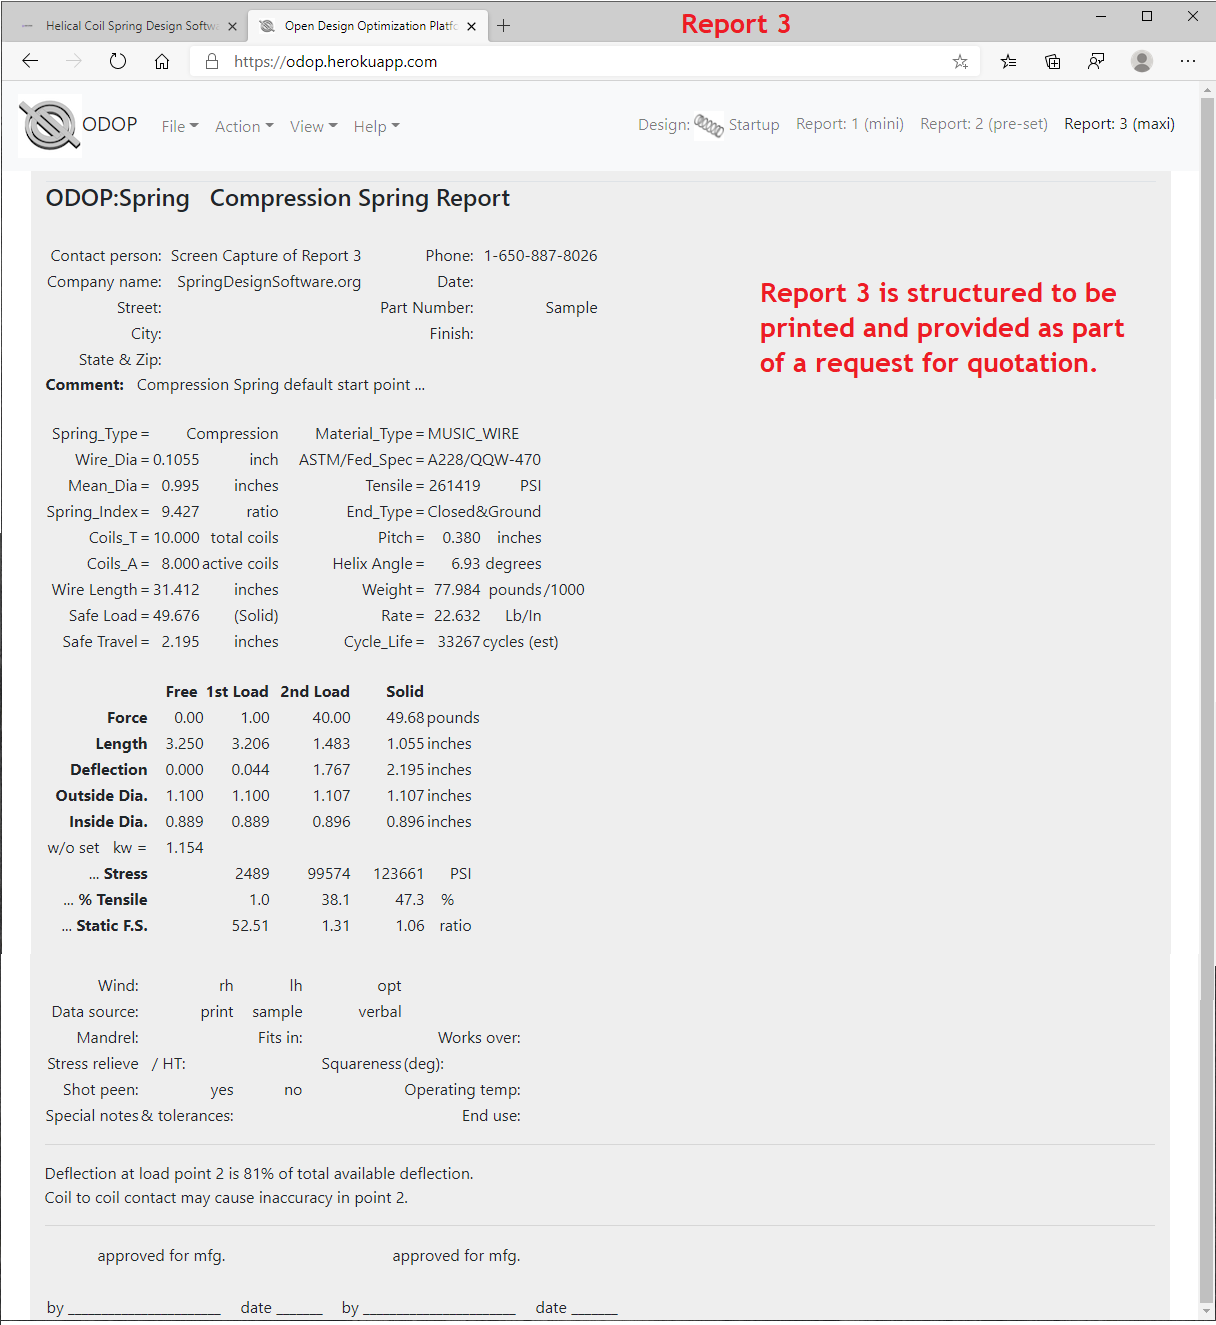 Helical Coil Spring Design Softw
Open Design Optimization Platfo
Report 3
https://odop.herokuapp.com
ODOP File Action View Help Design: Startup Report: 1 (mini) Report: 2 (pre-set) Report: 3 (maxi)
ODOP:Spring Compression Spring Report
Contact person: Screen Capture of Report 3 Phone: 1-650-887-8026
Company name: SpringDesignSoftware.org Date:
Street: Part Number: Sample
City: Finish:
State & Zip:
Comment: Compression Spring default start point ...
Report 3 is structured to be
printed and provided as part
of a request for quotation.
Spring_Type = Compression Material_Type = MUSIC_WIRE
Wire_Dia = 0.1055 inch ASTM/Fed_Spec = A228/QQW-470
Mean_Dia = 0.995 inches Tensile = 261419 PSI
Spring_Index = 9.427 ratio End_Type = Closed&Ground
Coils_T = 10.000 total coils Pitch = 0.380 inches
Coils_A = 8.000 active coils Helix Angle = 6.93 degrees
Wire Length = 31.412 inches Weight = 77.984 pounds/1000
Safe Load = 49.676 (Solid) Rate = 22.632 Lb/In
Safe Travel = 2.195 inches Cycle_Life = 33267 cycles (est)
Free 1st Load 2nd Load Solid
Force 0.00 1.00 40.00 49.68 pounds
Length 3.250 3.206 1.483 1.055 inches
Deflection 0.000 0.044 1.767 2.195 inches
Outside Dia. 1.100 1.100 1.107 1.107 inches
Inside Dia. 0.889 0.889 0.896 0.896 inches
w/o set kw = 1.154
... Stress 2489 99574 123661 PSI
... % Tensile 1.0 38.1 47.3 %
... Static F.S. 52.51 1.31 1.06 ratio
Wind: rh lh opt
Data source: print sample verbal
Mandrel: Fits in: Works over:
Stress relieve / HT: Squareness (deg):
Shot peen: yes no Operating temp:
Special notes & tolerances: End use:
Deflection at load point 2 is 81% of total available deflection.
Coil to coil contact may cause inaccuracy in point 2.
approved for mfg. approved for mfg.
by ____________________ date ______ by ____________________ date ______